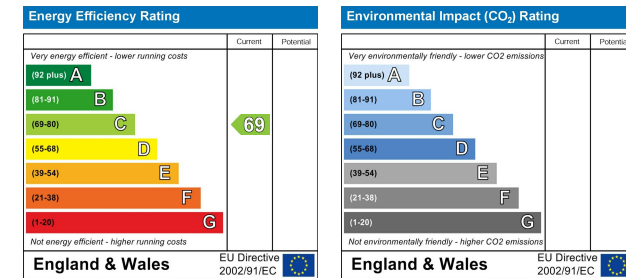 Energy Efficiency Rating
Current Potential
Very energy efficient - lower running costs
(92 plus) A
(81-91) B
(69-80) C
69
(55-68) D
(39-54) E
(21-38) F
(1-20) G
Not energy efficient - higher running costs
England & Wales
EU Directive
2002/91/EC
Environmental Impact (CO2) Rating
Current Potential
Very environmentally friendly - lower CO2 emissions
(92 plus) A
(81-91) B
(69-80) C
(55-68) D
(39-54) E
(21-38) F
(1-20) G
Not environmentally friendly - higher CO2 emissions
England & Wales
EU Directive
2002/91/EC